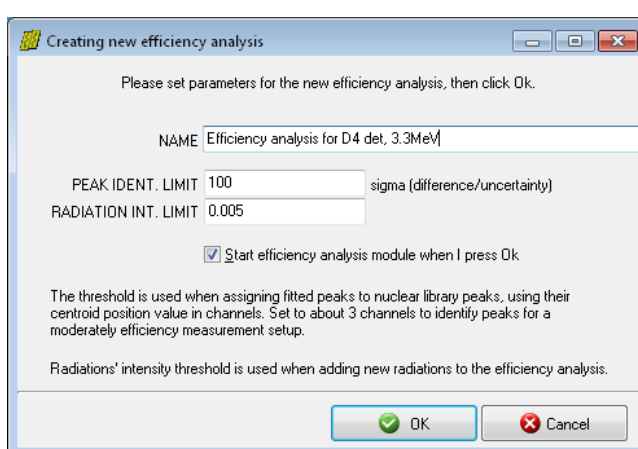 Creating new efficiency analysis
Please set parameters for the new efficiency analysis, then click Ok.
NAME Efficiency analysis for D4 det, 3.3MeV
PEAK IDENT. LIMIT 100 sigma (difference/uncertainty)
RADIATION INT. LIMIT 0.005
Start efficiency analysis module when I press Ok
The threshold is used when assigning fitted peaks to nuclear library peaks, using their
centroid position value in channels. Set to about 3 channels to identify peaks for a
moderately efficiency measurement setup.
Radiations' intensity threshold is used when adding new radiations to the efficiency analysis.
OK Cancel